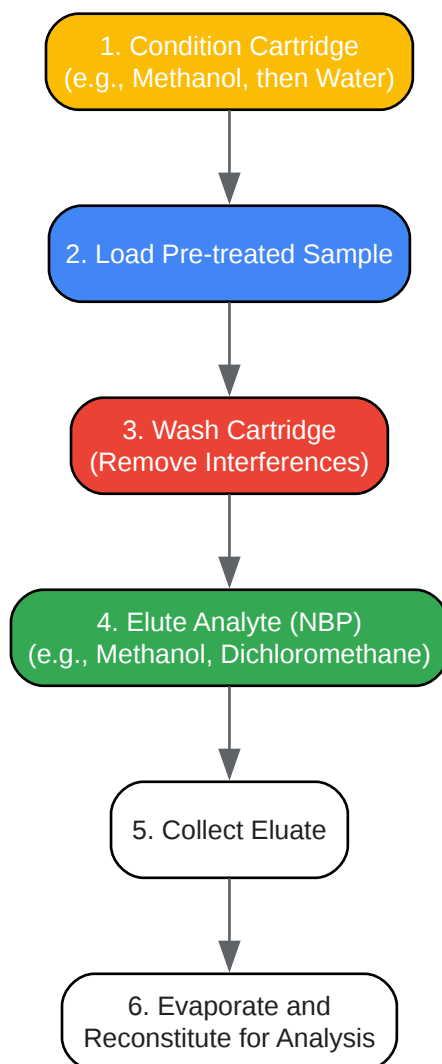 1. Condition Cartridge
(e.g., Methanol, then Water)
2. Load Pre-treated Sample
3. Wash Cartridge
(Remove Interferences)
4. Elute Analyte (NBP)
(e.g., Methanol, Dichloromethane)
5. Collect Eluate
6. Evaporate and
Reconstitute for Analysis